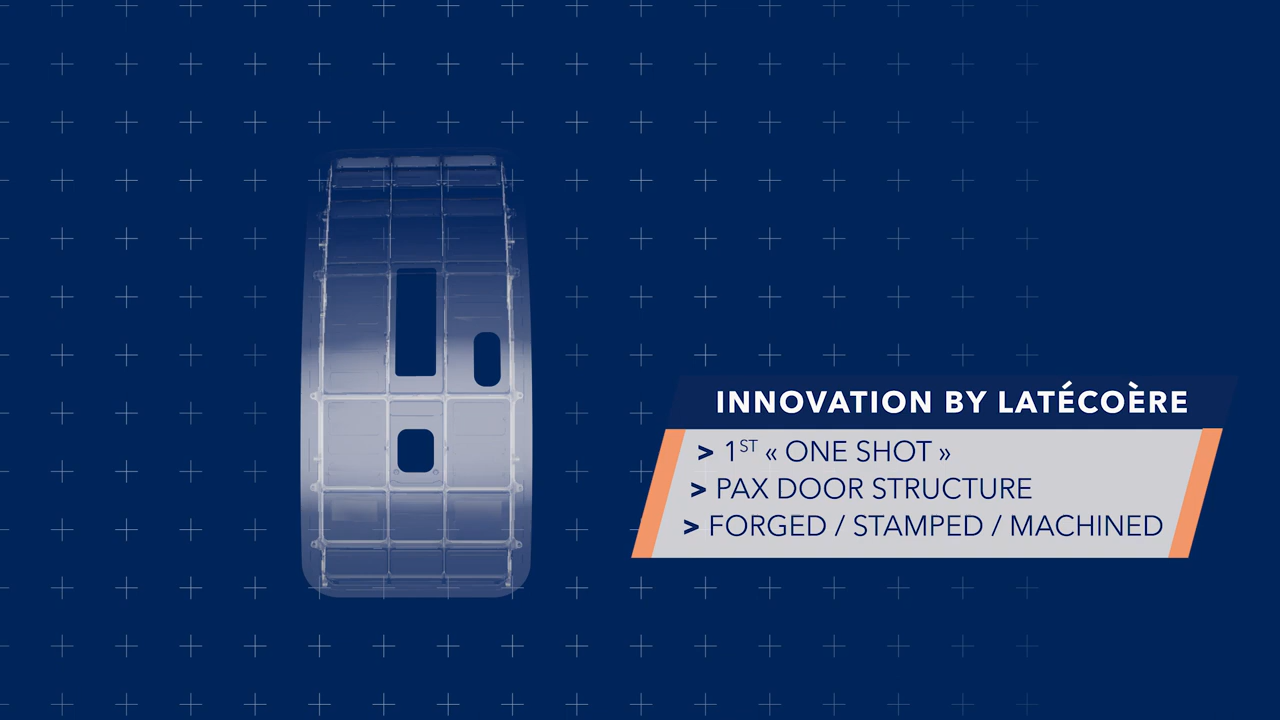 INNOVATION BY LATÉCOÈRE
> 1ST « ONE SHOT »
> PAX DOOR STRUCTURE
> FORGED / STAMPED / MACHINED